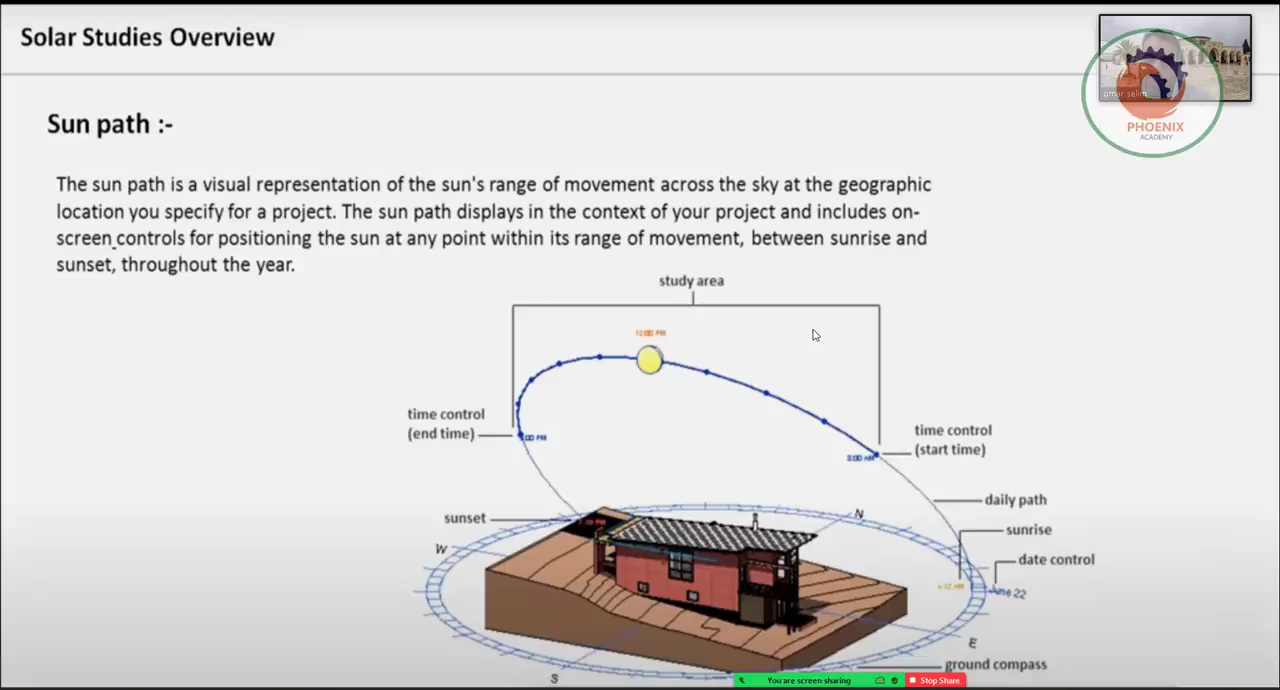 Solar Studies Overview
omar selim
PHOENIX
ACADEMY
Sun path :-
The sun path is a visual representation of the sun's range of movement across the sky at the geographic
location you specify for a project. The sun path displays in the context of your project and includes on-
screen controls for positioning the sun at any point within its range of movement, between sunrise and
sunset, throughout the year.
study area
12:00 PM
time control
(end time)
:00 PM
time control
(start time)
daily path
sunset
N
sunrise
W
date control
June 22
E
ground compass
S
You are screen sharing
Stop Share